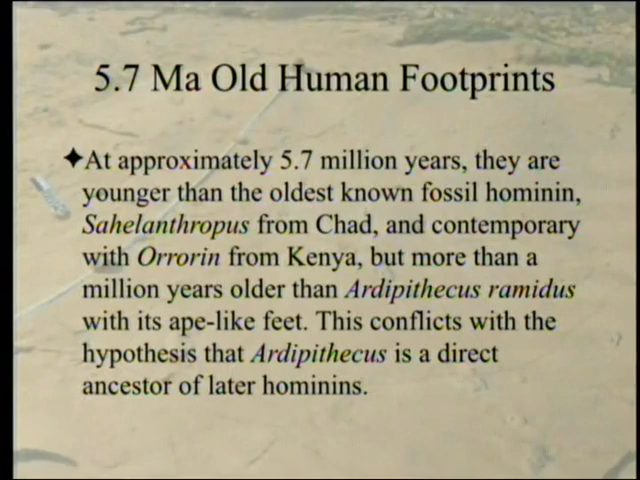 5.7 Ma Old Human Footprints
✦At approximately 5.7 million years, they are
younger than the oldest known fossil hominin,
Sahelanthropus from Chad, and contemporary
with Orrorin from Kenya, but more than a
million years older than Ardipithecus ramidus
with its ape-like feet. This conflicts with the
hypothesis that Ardipithecus is a direct
ancestor of later hominins.